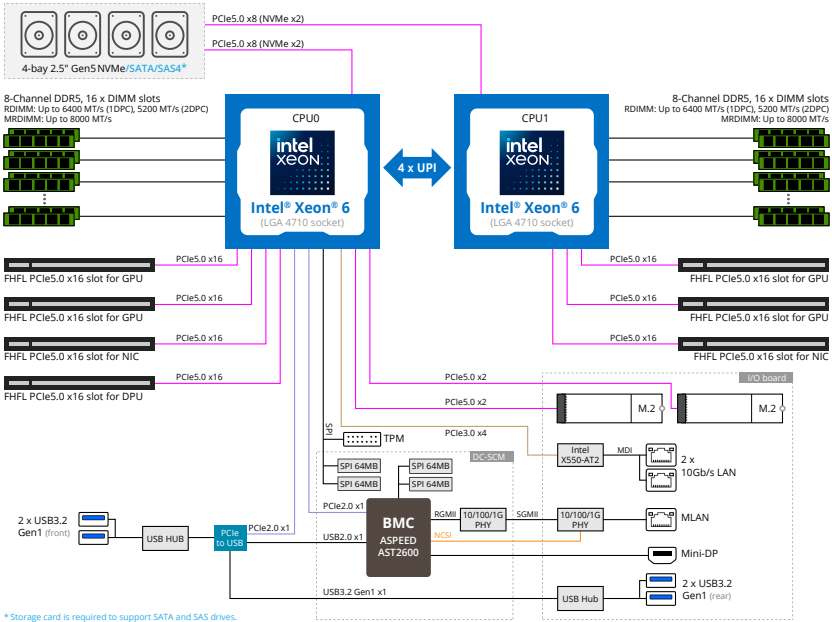 PCIe5.0 x8 (NVMe x2)
PCIe5.0 x8 (NVMe x2)
4-bay 2.5" Gen5 NVMe/SATA/SAS4*
8-Channel DDR5, 16 x DIMM slots
RDIMM: Up to 6400 MT/s (1DPC), 5200 MT/s (2DPC)
MRDIMM: Up to 8000 MT/s
CPU0
intel
XEON
Intel® Xeon® 6
(LGA 4710 socket)
4 x UPI
CPU1
intel
XEON
Intel® Xeon® 6
(LGA 4710 socket)
8-Channel DDR5, 16 x DIMM slots
RDIMM: Up to 6400 MT/s (1DPC), 5200 MT/s (2DPC)
MRDIMM: Up to 8000 MT/s
PCIe5.0 x16
FHFL PCIe5.0 x16 slot for GPU
PCIe5.0 x16
FHFL PCIe5.0 x16 slot for GPU
PCIe5.0 x16
FHFL PCIe5.0 x16 slot for NIC
PCIe5.0 x16
FHFL PCIe5.0 x16 slot for DPU
PCIe5.0 x16
FHFL PCIe5.0 x16 slot for GPU
PCIe5.0 x16
FHFL PCIe5.0 x16 slot for GPU
PCIe5.0 x16
FHFL PCIe5.0 x16 slot for NIC
PCIe5.0 x2
PCIe5.0 x2
I/O board
M.2
M.2
PCIe3.0 x4
SPI
TPM
DC-SCM
SPI 64MB
SPI 64MB
SPI 64MB
SPI 64MB
Intel
X550-AT2
MDI
2 x
10Gb/s LAN
PCIe2.0 x1
BMC
ASPEED
AST2600
RGMII
10/100/1G
PHY
SGMII
10/100/1G
PHY
MLAN
NCSI
Mini-DP
2 x USB3.2
Gen1 (front)
USB HUB
PCIe
to USB
PCIe2.0 x1
USB2.0 x1
USB3.2 Gen1 x1
USB Hub
2 x USB3.2
Gen1 (rear)
* Storage card is required to support SATA and SAS drives.